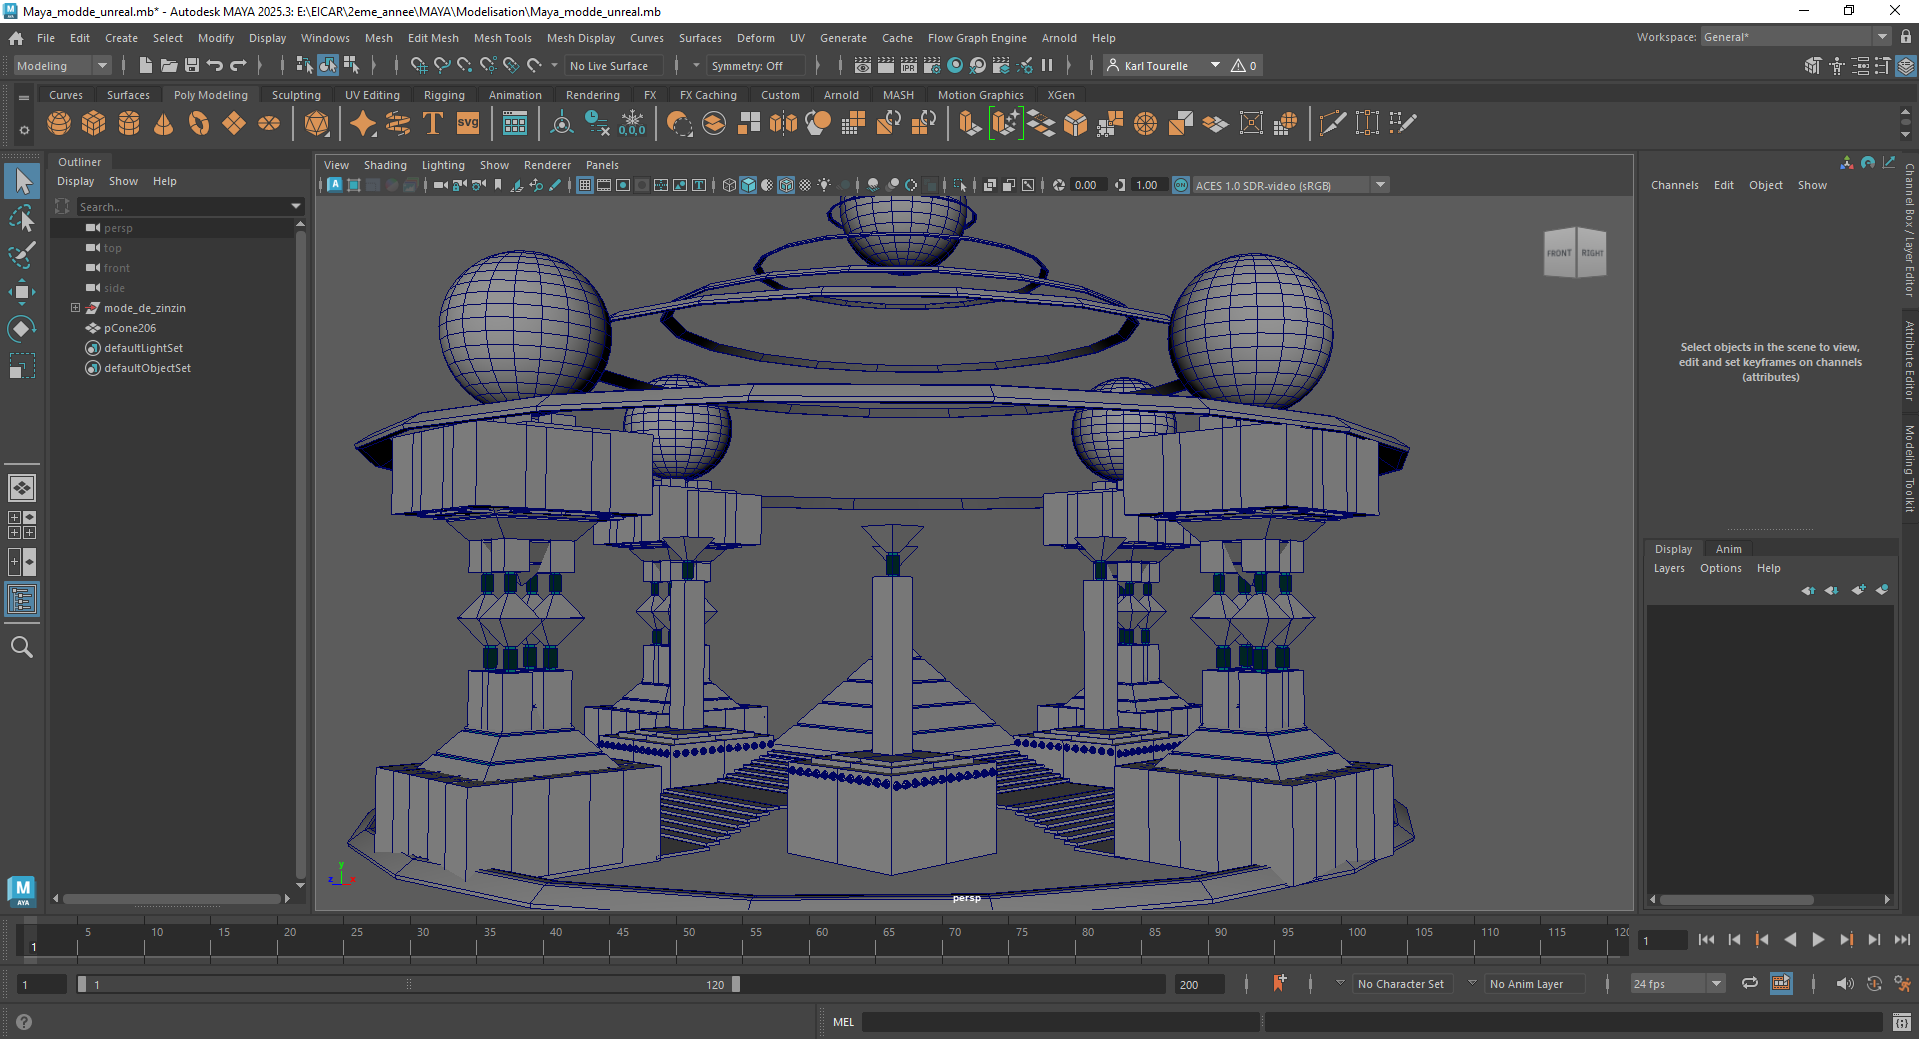 Maya_modde_unreal.mb* - Autodesk MAYA 2025.3: E:\EICAR\2eme_annee\MAYA\Modelisation\Maya_modde_unreal.mb
File Edit Create Select Modify Display Windows Mesh Edit Mesh Mesh Tools Mesh Display Curves Surfaces Deform UV Generate Cache Flow Graph Engine Arnold Help
Workspace: General*
Modeling No Live Surface Symmetry: Off IPR Karl Tourelle 0
Curves Surfaces Poly Modeling Sculpting UV Editing Rigging Animation Rendering FX FX Caching Custom Arnold MASH Motion Graphics XGen
T SVG 0,0,0
Outliner
Display Show Help
Search...
persp
top
front
side
mode_de_zinzin
pCone206
defaultLightSet
defaultObjectSet
View Shading Lighting Show Renderer Panels
0.00 1.00 ACES 1.0 SDR-video (sRGB)
FRONT RIGHT
y
z x
persp
Channels Edit Object Show
Select objects in the scene to view,
edit and set keyframes on channels
(attributes)
Channel Box / Layer Editor
Attribute Editor
Modeling Toolkit
Display Anim
Layers Options Help
M
AYA
1 5 10 15 20 25 30 35 40 45 50 55 60 65 70 75 80 85 90 95 100 105 110 115 120
1
1 1 120 200 No Character Set No Anim Layer 24 fps
MEL